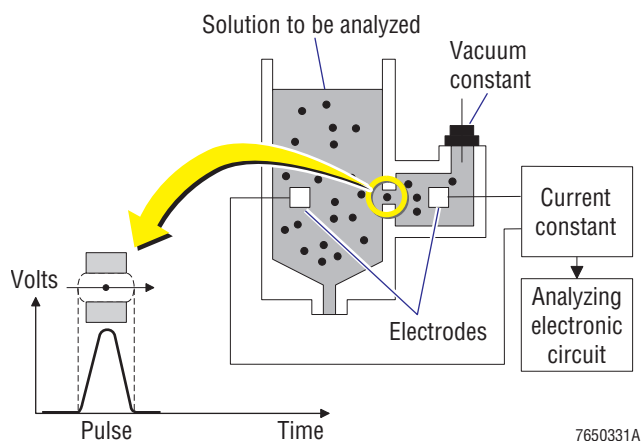 Solution to be analyzed
Vacuum
constant
Current
constant
Volts
Electrodes
Analyzing
electronic
circuit
Pulse
Time
7650331A